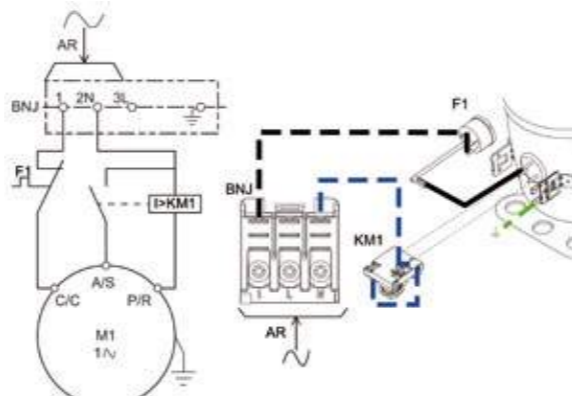 AR
BNJ 1 2N 3L
F1
I>KM1
A/S
C/C P/R
M1
1∿
F1
BNJ
KM1
1 L N
AR